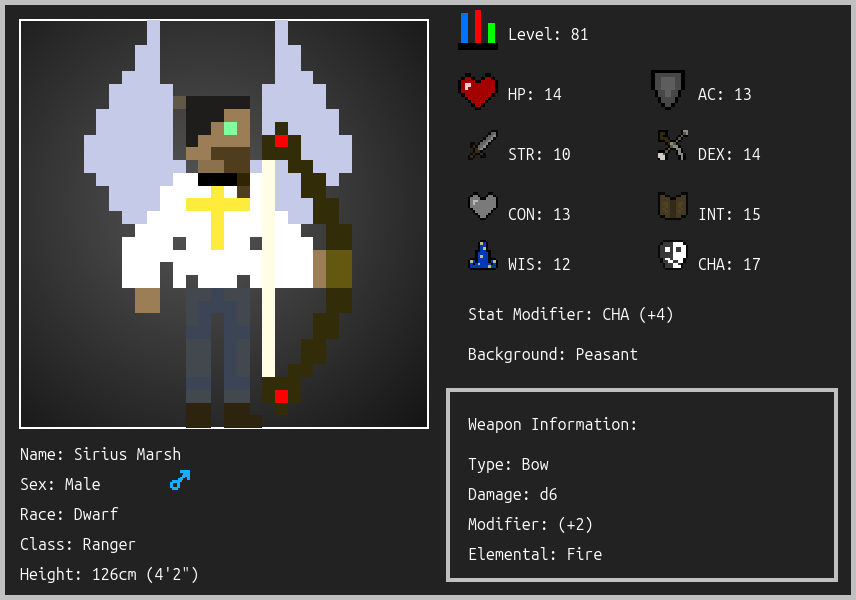 Level: 81
HP: 14
AC: 13
STR: 10
DEX: 14
CON: 13
INT: 15
WIS: 12
CHA: 17
Stat Modifier: CHA (+4)
Background: Peasant
Weapon Information:
Type: Bow
Damage: d6
Modifier: (+2)
Elemental: Fire
Name: Sirius Marsh
Sex: Male
Race: Dwarf
Class: Ranger
Height: 126cm (4'2")